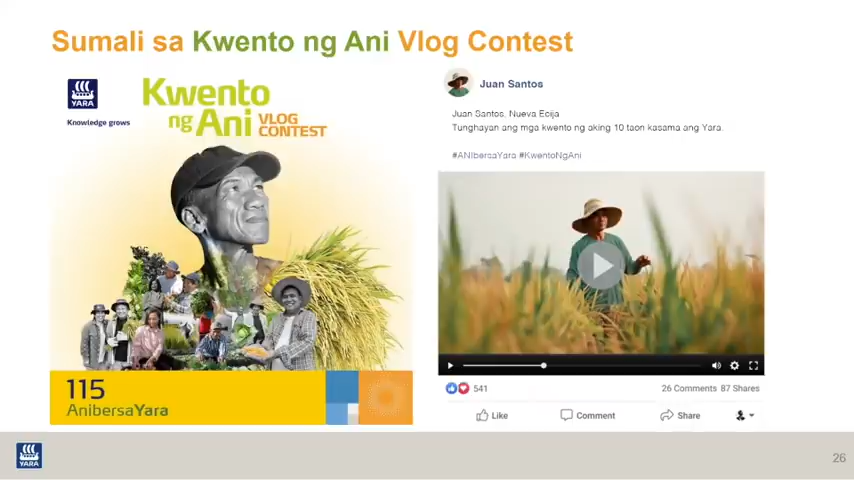 Sumali sa Kwento ng Ani Vlog Contest
YARA
Knowledge grows
Kwento
ng Ani VLOG
CONTEST
115
AnibersaYara
Juan Santos
Juan Santos, Nueva Ecija
Tunghayan ang mga kwento ng aking 10 taon kasama ang Yara.
#ANIbersaYara #KwentoNgAni
541
26 Comments 87 Shares
Like
Comment
Share
YARA
26